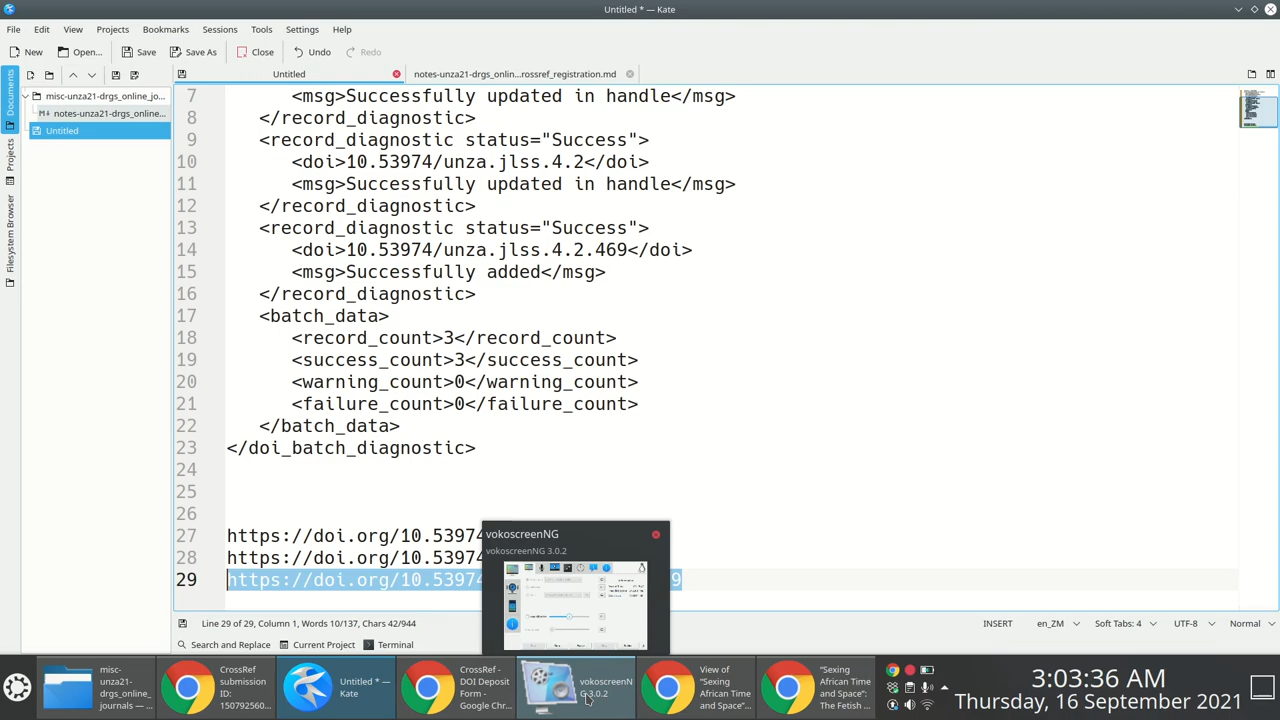 Untitled * — Kate
File Edit View Projects Bookmarks Sessions Tools Settings Help
New Open... Save Save As Close Undo Redo
Documents
Projects
Filesystem Browser
misc-unza21-drgs_online_jo...
notes-unza21-drgs_online...
Untitled
Untitled notes-unza21-drgs_onlin...rossref_registration.md
7 <msg>Successfully updated in handle</msg>
8 </record_diagnostic>
9 <record_diagnostic status="Success">
10 <doi>10.53974/unza.jlss.4.2</doi>
11 <msg>Successfully updated in handle</msg>
12 </record_diagnostic>
13 <record_diagnostic status="Success">
14 <doi>10.53974/unza.jlss.4.2.469</doi>
15 <msg>Successfully added</msg>
16 </record_diagnostic>
17 <batch_data>
18 <record_count>3</record_count>
19 <success_count>3</success_count>
20 <warning_count>0</warning_count>
21 <failure_count>0</failure_count>
22 </batch_data>
23 </doi_batch_diagnostic>
24
25
26
27 https://doi.org/10.53974
28 https://doi.org/10.53974
29 https://doi.org/10.53974 9
vokoscreenNG
vokoscreenNG 3.0.2
Line 29 of 29, Column 1, Words 10/137, Chars 42/944 INSERT en_ZM Soft Tabs: 4 UTF-8 Normal
Search and Replace Current Project Terminal
misc-
unza21-
drgs_online_
journals — ...
CrossRef
submission
ID:
150792560...
Untitled * —
Kate
CrossRef -
DOI Deposit
Form -
Google Chr...
vokoscreenN
G 3.0.2
View of
"Sexing
African Time
and Space"...
"Sexing
African Time
and Space":
The Fetish ...
3:03:36 AM
Thursday, 16 September 2021